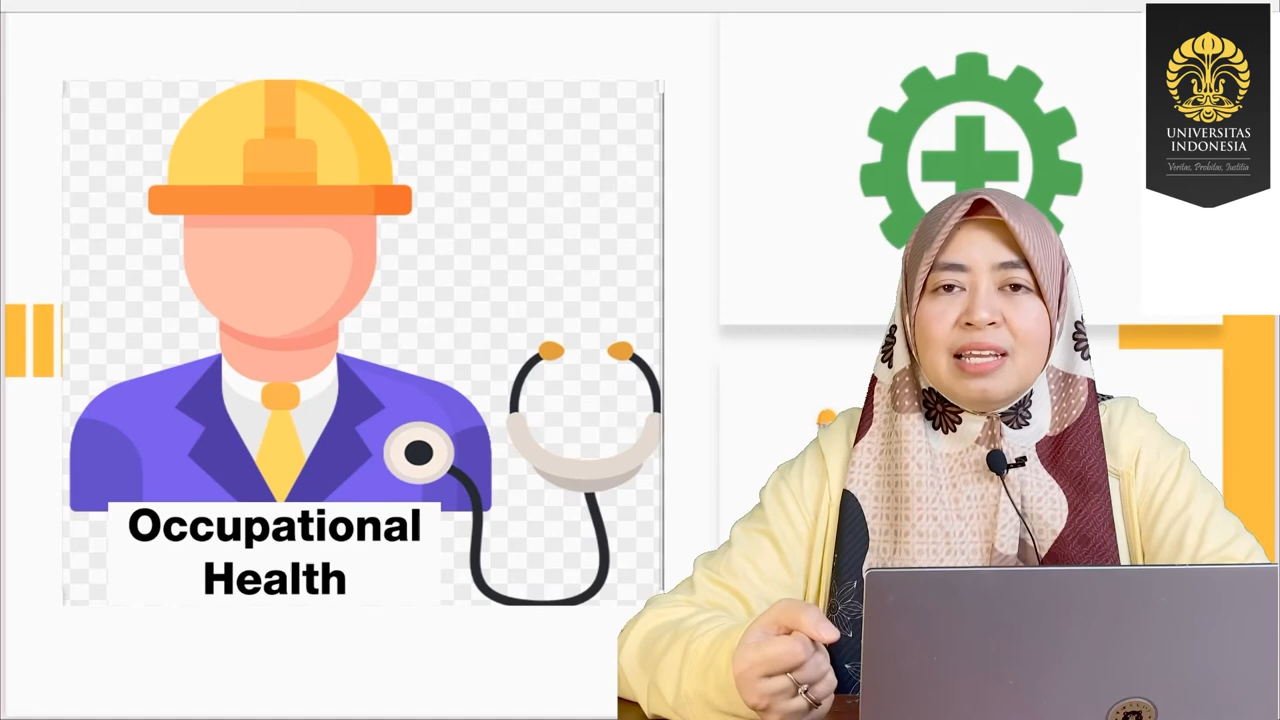 Occupational
Health
UNIVERSITAS
INDONESIA
Veritas, Probitas, Iustitia